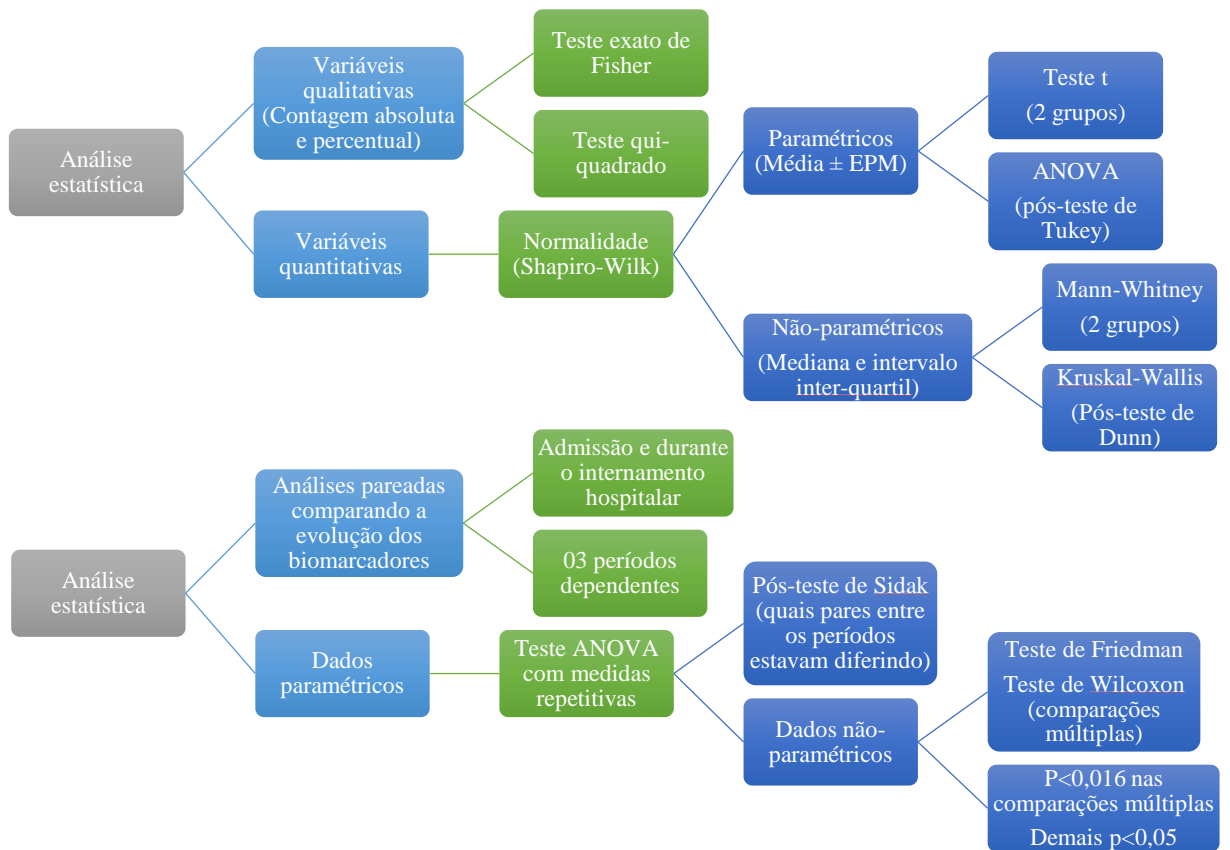 Análise
estatística
Variáveis
qualitativas
(Contagem absoluta
e percentual)
Teste exato de
Fisher
Teste qui-
quadrado
Variáveis
quantitativas
Normalidade
(Shapiro-Wilk)
Paramétricos
(Média ± EPM)
Teste t
(2 grupos)
ANOVA
(pós-teste de
Tukey)
Não-paramétricos
(Mediana e intervalo
inter-quartil)
Mann-Whitney
(2 grupos)
Kruskal-Wallis
(Pós-teste de
Dunn)
Análise
estatística
Análises pareadas
comparando a
evolução dos
biomarcadores
Admissão e durante
o internamento
hospitalar
03 períodos
dependentes
Dados
paramétricos
Teste ANOVA
com medidas
repetitivas
Pós-teste de Sidak
(quais pares entre
os períodos
estavam diferindo)
Dados não-
paramétricos
Teste de Friedman
Teste de Wilcoxon
(comparações
múltiplas)
P<0,016 nas
comparações múltiplas
Demais p<0,05